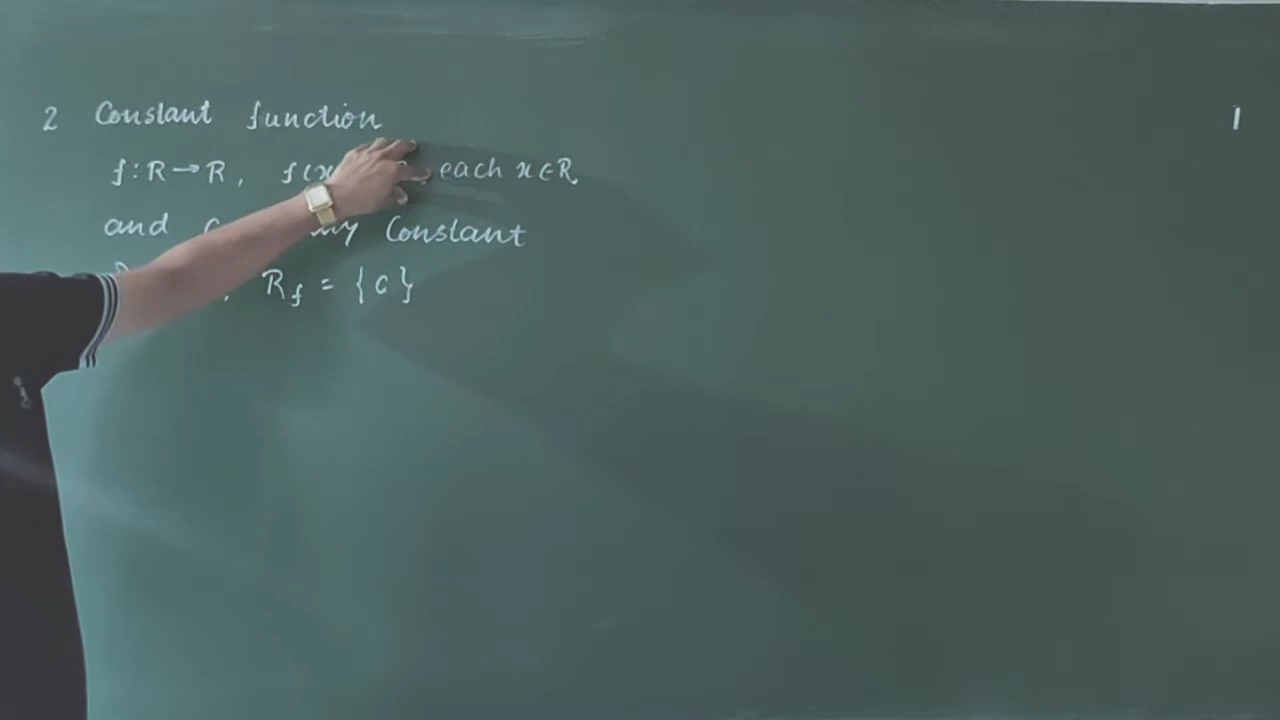 2 Constant function 1
f: R → R, f(x each x ∈ R
and Constant
R_f = {c}